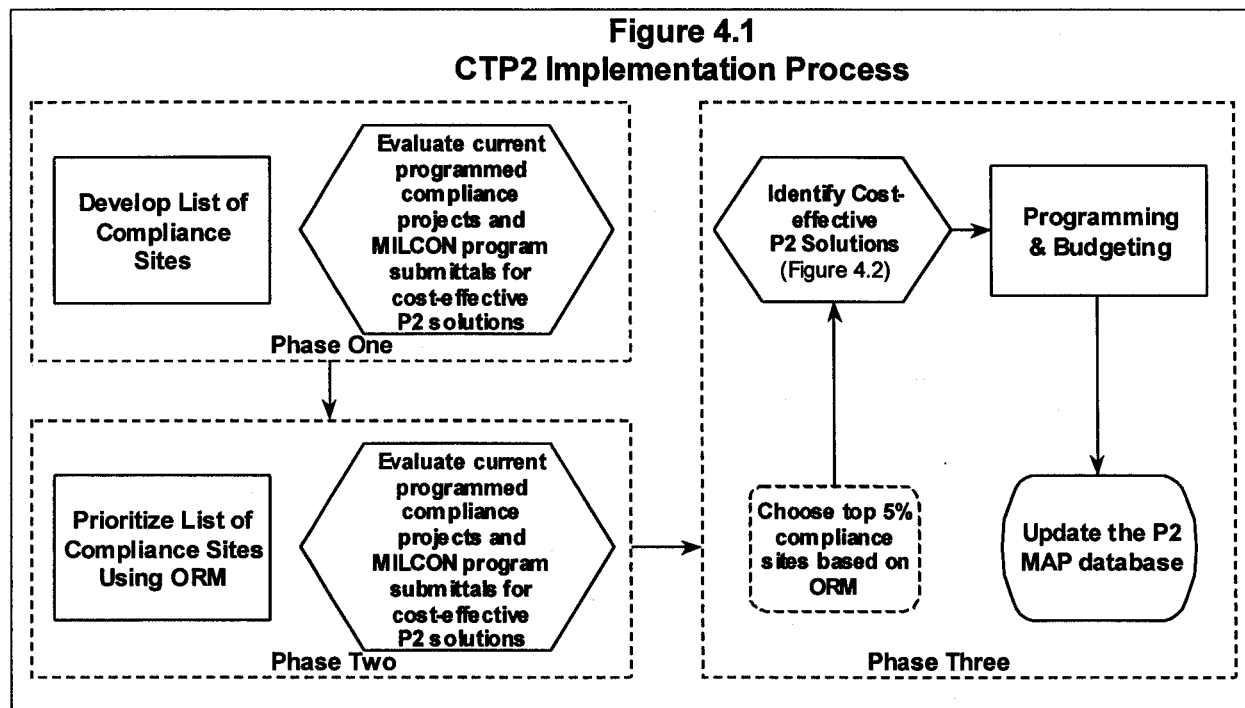 Figure 4.1
CTP2 Implementation Process
Develop List of
Compliance
Sites
Evaluate current
programmed
compliance
projects and
MILCON program
submittals for
cost-effective
P2 solutions
Phase One
Prioritize List of
Compliance Sites
Using ORM
Evaluate current
programmed
compliance
projects and
MILCON program
submittals for
cost-effective
P2 solutions
Phase Two
Identify Cost-
effective
P2 Solutions
(Figure 4.2)
Programming
& Budgeting
Choose top 5%
compliance
sites based on
ORM
Update the P2
MAP database
Phase Three